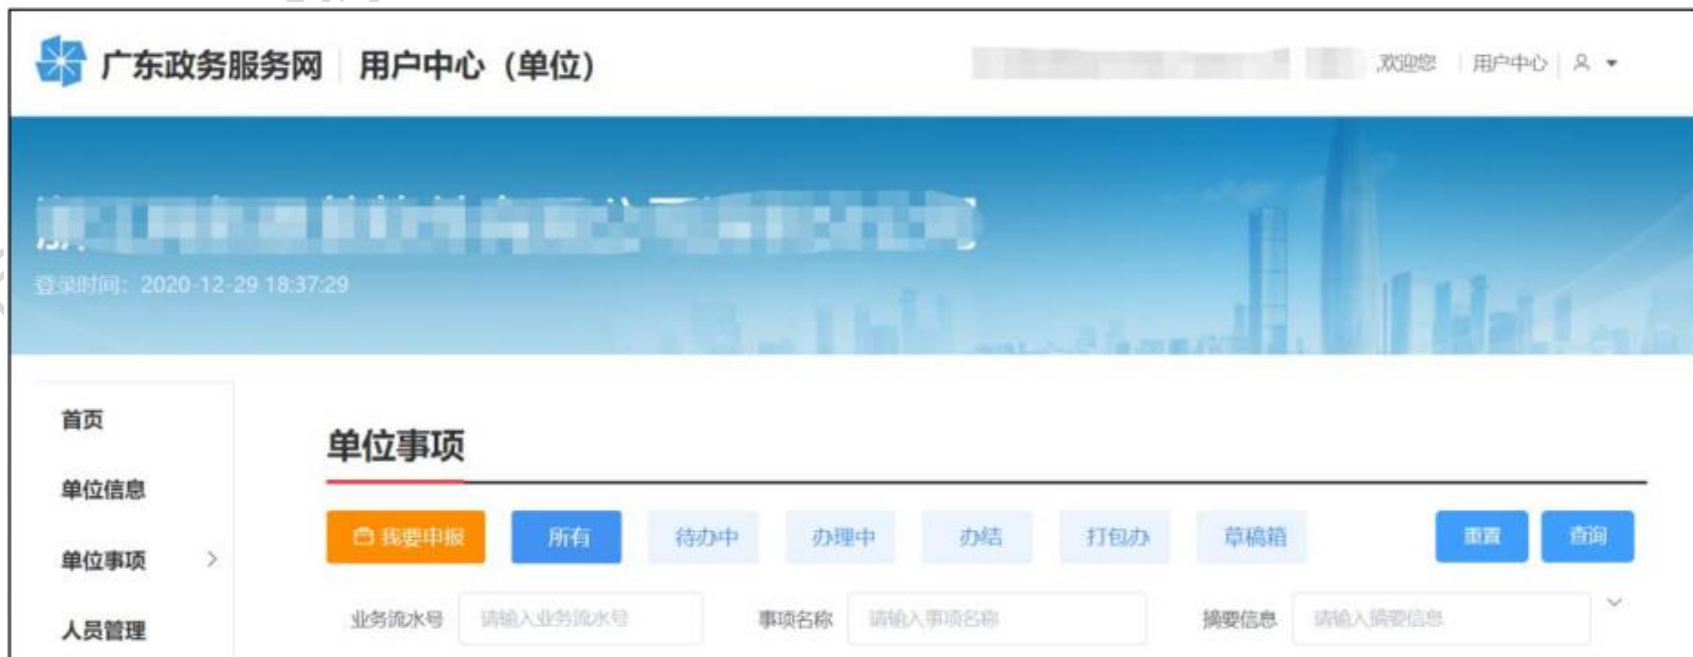 广东政务服务网 用户中心（单位）
,欢迎您 用户中心
登录时间：2020-12-29 18:37:29
首页
单位信息
单位事项
人员管理
单位事项
我要申报 所有 待办中 办理中 办结 打包办 草稿箱 重置 查询
业务流水号 请输入业务流水号 事项名称 请输入事项名称 摘要信息 请输入摘要信息